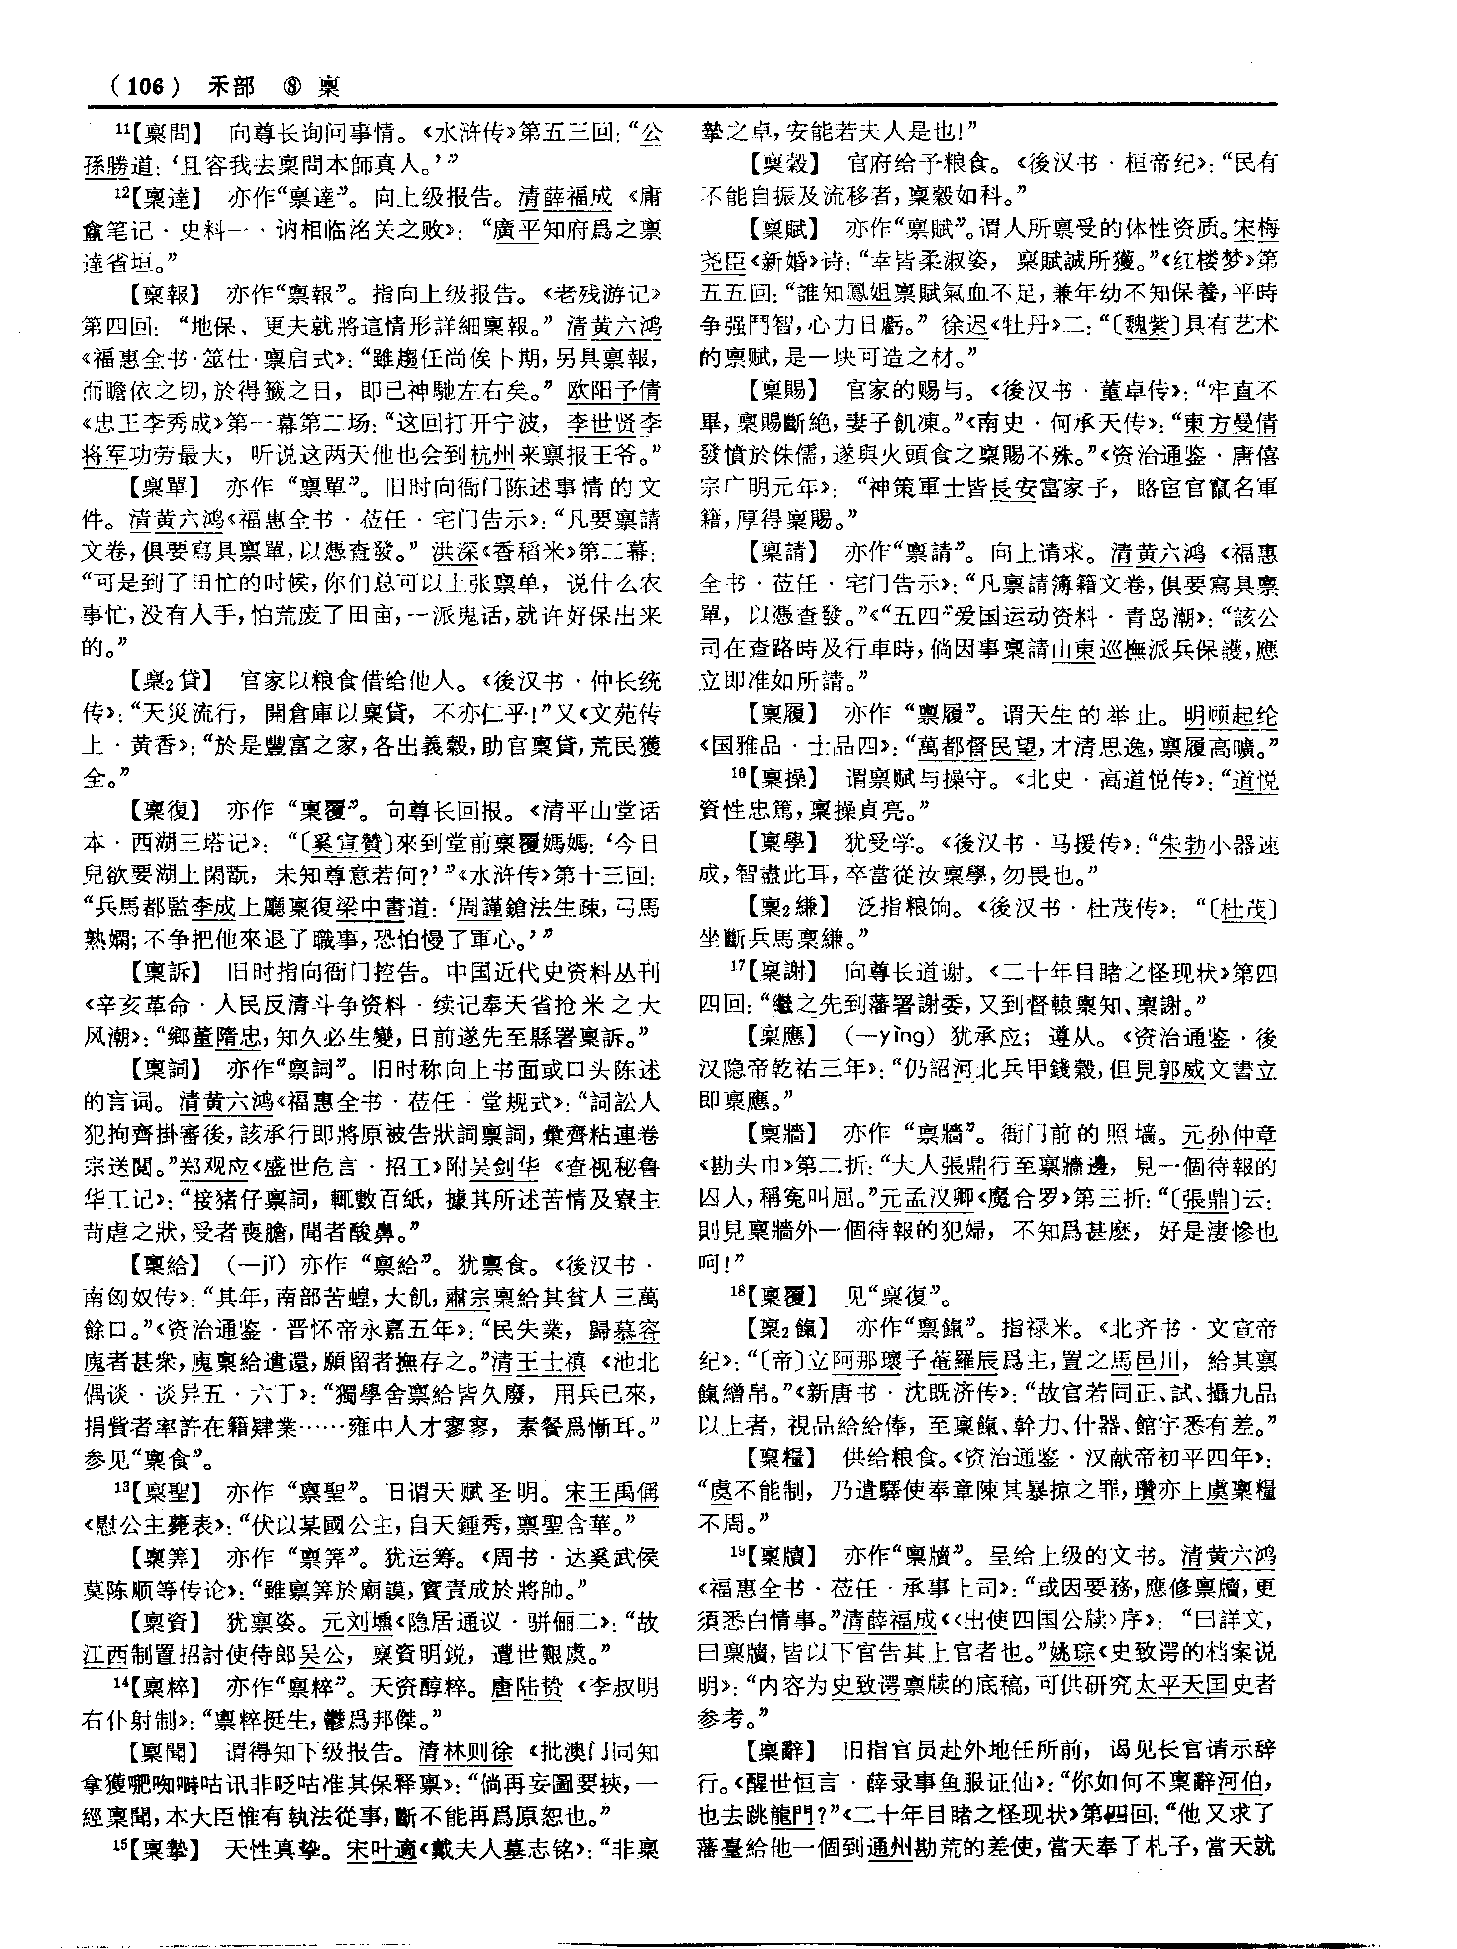 (106) 禾部 ⑧ 稟
11【稟問】 向尊长询问事情。《水浒传》第五三回：“公
孫勝道：‘且容我去稟問本師真人。’”
12【稟達】 亦作“禀達”。向上级报告。清薛福成《庸
盦笔记·史料一·讷相临洺关之败》：“廣平知府爲之禀
達省垣。”
【稟報】 亦作“禀報”。指向上级报告。《老残游记》
第四回：“地保、更夫就將這情形詳細稟報。”清黄六鸿
《福惠全书·筮仕·禀启式》：“雖趨任尚俟卜期，另具禀報，
而瞻依之切，於得籤之日，即已神馳左右矣。”欧阳予倩
《忠王李秀成》第一幕第二场：“这回打开宁波，李世贤李
将军功劳最大，听说这两天他也会到杭州来禀报王爷。”
【稟單】 亦作“禀單”。旧时向衙门陈述事情的文
件。清黄六鸿《福惠全书·莅任·宅门告示》：“凡要禀請
文卷，俱要寫具禀單，以憑查發。”洪深《香稻米》第二幕：
“可是到了田忙的时候，你们总可以上张禀单，说什么农
事忙，没有人手，怕荒废了田亩，一派鬼话，就许好保出来
的。”
【稟2貸】 官家以粮食借给他人。《後汉书·仲长统
传》：“天災流行，開倉庫以稟貸，不亦仁乎！”又《文苑传
上·黄香》：“於是豐富之家，各出義穀，助官稟貸，荒民獲
全。”
【稟復】 亦作“稟覆”。向尊长回报。《清平山堂话
本·西湖三塔记》：“〔奚宣贊〕來到堂前稟覆媽媽：‘今日
兒欲要湖上閑翫，未知尊意若何？’”《水浒传》第十三回：
“兵馬都監李成上廳稟復梁中書道：‘周謹鎗法生疎，弓馬
熟嫻；不争把他來退了職事，恐怕慢了軍心。’”
【稟訴】 旧时指向衙门控告。中国近代史资料丛刊
《辛亥革命·人民反清斗争资料·续记奉天省抢米之大
风潮》：“鄉董隋忠，知久必生變，日前遂先至縣署稟訴。”
【稟詞】 亦作“禀詞”。旧时称向上书面或口头陈述
的言词。清黄六鸿《福惠全书·莅任·堂规式》：“詞訟人
犯拘齊掛審後，該承行即將原被告狀詞禀詞，彙齊粘連卷
宗送閱。”郑观应《盛世危言·招工》附吴剑华《查视秘鲁
华工记》：“接猪仔禀詞，輒數百紙，據其所述苦情及寮主
苛虐之狀，受者喪膽，聞者酸鼻。”
【稟給】 （—jǐ）亦作“禀給”。犹禀食。《後汉书·
南匈奴传》：“其年，南部苦蝗，大飢，肅宗稟給其貧人三萬
餘口。”《资治通鉴·晋怀帝永嘉五年》：“民失業，歸慕容
廆者甚衆，廆稟給遣還，願留者撫存之。”清王士禛《池北
偶谈·谈异五·六丁》：“獨學舍禀給皆久廢，用兵已來，
捐貲者率許在籍肄業……雍中人才寥寥，素餐爲慚耳。”
参见“稟食”。
13【稟聖】 亦作“禀聖”。旧谓天赋圣明。宋王禹偁
《慰公主薨表》：“伏以某國公主，自天鍾秀，禀聖含華。”
【稟筭】 亦作“禀筭”。犹运筹。《周书·达奚武侯
莫陈顺等传论》：“雖禀筭於廟謨，實責成於將帥。”
【稟資】 犹禀姿。元刘壎《隐居通议·骈俪二》：“故
江西制置招討使侍郎吴公，稟資明鋭，遭世艱虞。”
14【稟粹】 亦作“禀粹”。天资醇粹。唐陆贽《李叔明
右仆射制》：“禀粹挺生，鬱爲邦傑。”
【稟聞】 谓得知下级报告。清林则徐《批澳门同知
拿獲𠺌咖㗫咕讯非眨咕准其保释禀》：“倘再妄圖要挾，一
經稟聞，本大臣惟有執法從事，斷不能再爲原恕也。”
15【稟摯】 天性真挚。宋叶適《戴夫人墓志铭》：“非稟
摯之卓，安能若夫人是也！”
【稟穀】 官府给予粮食。《後汉书·桓帝纪》：“民有
不能自振及流移者，稟穀如科。”
【稟賦】 亦作“禀赋”。谓人所禀受的体性资质。宋梅
尧臣《新婚》诗：“幸皆柔淑姿，稟賦誠所獲。”《红楼梦》第
五五回：“誰知鳳姐禀賦氣血不足，兼年幼不知保養，平時
争强鬥智，心力日虧。”徐迟《牡丹》二：“〔魏紫〕具有艺术
的禀赋，是一块可造之材。”
【稟賜】 官家的赐与。《後汉书·董卓传》：“牢直不
畢，稟賜斷絶，妻子飢凍。”《南史·何承天传》：“東方曼倩
發憤於侏儒，遂與火頭食之稟賜不殊。”《资治通鉴·唐僖
宗广明元年》：“神策軍士皆長安富家子，賂宦官竄名軍
籍，厚得稟賜。”
【稟請】 亦作“禀請”。向上请求。清黄六鸿《福惠
全书·莅任·宅门告示》：“凡禀請簿籍文卷，俱要寫具禀
單，以憑查發。”《“五四”爱国运动资料·青岛潮》：“該公
司在查路時及行車時，倘因事稟請山東巡撫派兵保護，應
立即准如所請。”
【稟履】 亦作“禀履”。谓天生的举止。明顾起纶
《国雅品·士品四》：“萬都督民望，才清思逸，禀履高曠。”
16【稟操】 谓禀赋与操守。《北史·高道悦传》：“道悦
資性忠篤，稟操貞亮。”
【稟學】 犹受学。《後汉书·马援传》：“朱勃小器速
成，智盡此耳，卒當從汝稟學，勿畏也。”
【稟2縑】 泛指粮饷。《後汉书·杜茂传》：“〔杜茂〕
坐斷兵馬稟縑。”
17【稟謝】 向尊长道谢。《二十年目睹之怪现状》第四
四回：“繼之先到藩署謝委，又到督轅稟知、稟謝。”
【稟應】 （—yìng）犹承应；遵从。《资治通鉴·後
汉隐帝乾祐三年》：“仍詔河北兵甲錢穀，但見郭威文書立
即稟應。”
【稟牆】 亦作“禀牆”。衙门前的照墙。元孙仲章
《勘头巾》第二折：“大人張鼎行至禀牆邊，見一個待報的
囚人，稱冤叫屈。”元孟汉卿《魔合罗》第三折：“〔張鼎〕云：
則見稟牆外一個待報的犯婦，不知爲甚麽，好是淒慘也
呵！”
18【稟覆】 见“稟復”。
【稟2餼】 亦作“禀餼”。指禄米。《北齐书·文宣帝
纪》：“〔帝〕立阿那瓌子菴羅辰爲主，置之馬邑川，給其禀
餼繒帛。”《新唐书·沈既济传》：“故官若同正、試、攝九品
以上者，視品給給俸，至稟餼、幹力、什器、館宇悉有差。”
【稟糧】 供给粮食。《资治通鉴·汉献帝初平四年》：
“虞不能制，乃遣驛使奉章陳其暴掠之罪，瓚亦上虞稟糧
不周。”
19【稟牘】 亦作“禀牘”。呈给上级的文书。清黄六鸿
《福惠全书·莅任·承事上司》：“或因要務，應修禀牘，更
須悉白情事。”清薛福成《〈出使四国公牍〉序》：“曰詳文，
曰稟牘，皆以下官告其上官者也。”姚琮《史致谔的档案说
明》：“内容为史致谔禀牍的底稿，可供研究太平天国史者
参考。”
【稟辭】 旧指官员赴外地任所前，谒见长官请示辞
行。《醒世恒言·薛录事鱼服证仙》：“你如何不稟辭河伯，
也去跳龍門？”《二十年目睹之怪现状》第四回：“他又求了
藩臺給他一個到通州勘荒的差使，當天奉了札子，當天就